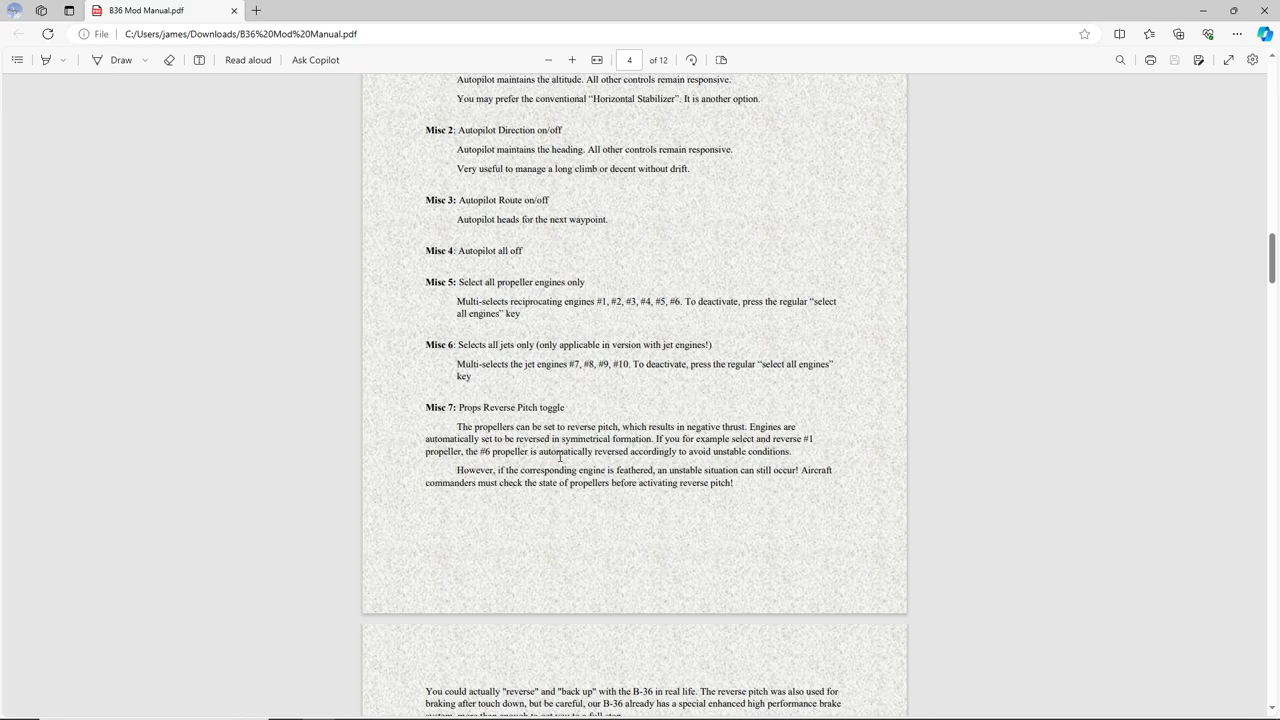 B36 Mod Manual.pdf
File C:/Users/james/Downloads/B36%20Mod%20Manual.pdf
Draw Read aloud Ask Copilot 4 of 12
Autopilot maintains the altitude. All other controls remain responsive.
You may prefer the conventional “Horizontal Stabilizer”. It is another option.
Misc 2: Autopilot Direction on/off
Autopilot maintains the heading. All other controls remain responsive.
Very useful to manage a long climb or decent without drift.
Misc 3: Autopilot Route on/off
Autopilot heads for the next waypoint.
Misc 4: Autopilot all off
Misc 5: Select all propeller engines only
Multi-selects reciprocating engines #1, #2, #3, #4, #5, #6. To deactivate, press the regular “select
all engines” key
Misc 6: Selects all jets only (only applicable in version with jet engines!)
Multi-selects the jet engines #7, #8, #9, #10. To deactivate, press the regular “select all engines”
key
Misc 7: Props Reverse Pitch toggle
The propellers can be set to reverse pitch, which results in negative thrust. Engines are
automatically set to be reversed in symmetrical formation. If you for example select and reverse #1
propeller, the #6 propeller is automatically reversed accordingly to avoid unstable conditions.
However, if the corresponding engine is feathered, an unstable situation can still occur! Aircraft
commanders must check the state of propellers before activating reverse pitch!
You could actually "reverse" and "back up" with the B-36 in real life. The reverse pitch was also used for
braking after touch down, but be careful, our B-36 already has a special enhanced high performance brake
system, more than enough to get you to a full stop.